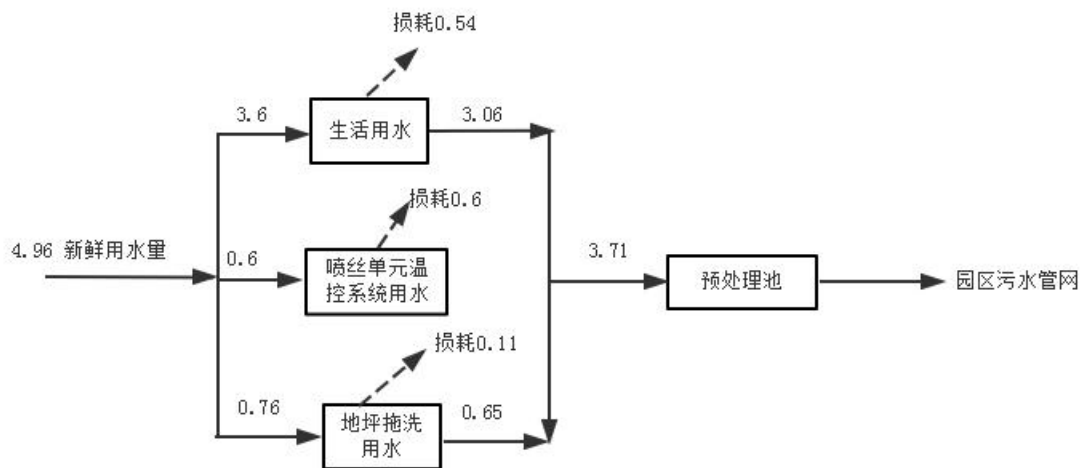 损耗0.54
3.6
生活用水
3.06
损耗0.6
4.96 新鲜用水量
0.6
喷丝单元温
控系统用水
3.71
预处理池
园区污水管网
损耗0.11
0.76
地坪拖洗
用水
0.65